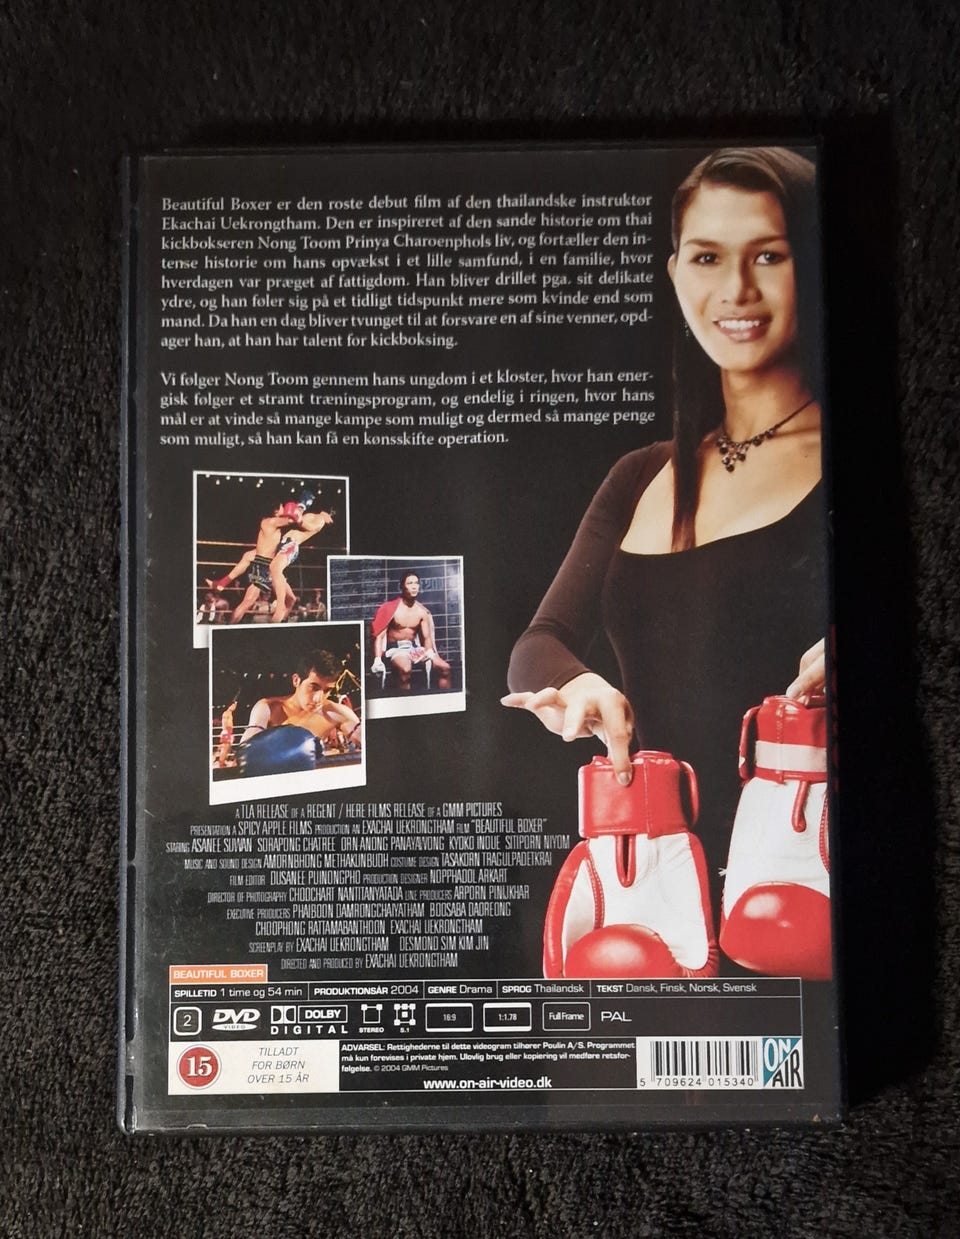 Beautiful Boxer er den roste debut film af den thailandske instruktør
Ekachai Uekrongtham. Den er inspireret af den sande historie om thai
kickbokseren Nong Toom Prinya Charoenphols liv, og fortæller den in-
tense historie om hans opvækst i et lille samfund, i en familie, hvor
hverdagen var præget af fattigdom. Han bliver drillet pga. sit delikate
ydre, og han føler sig på et tidligt tidspunkt mere som kvinde end som
mand. Da han en dag bliver tvunget til at forsvare en af sine venner, opd-
ager han, at han har talent for kickboksing.
Vi følger Nong Toom gennem hans ungdom i et kloster, hvor han ener-
gisk følger et stramt træningsprogram, og endelig i ringen, hvor hans
mål er at vinde så mange kampe som muligt og dermed så mange penge
som muligt, så han kan få en kønsskifte operation.
A TLA RELEASE OF A REGENT / HERE FILMS RELEASE OF A GMM PICTURES
PRESENTATION A SPICY APPLE FILMS PRODUCTION AN EKACHAI UEKRONGTHAM FILM "BEAUTIFUL BOXER"
STARRING ASANEE SUWAN SORAPONG CHATREE ORN-ANONG PANYAWONG KYOKO INOUE SITIPORN NIYOM
MUSIC AND SOUND DESIGN AMORNBHONG METHAKUNBUDH COSTUME DESIGN TASAKORN TRAGULPADETKRAI
FILM EDITOR DUSANEE PUINONGPHO PRODUCTION DESIGNER NOPPHADOL ARKART
DIRECTOR OF PHOTOGRAPHY CHOOCHART NANTITANYATADA LINE PRODUCERS ARPORN PINIJKHAR
EXECUTIVE PRODUCERS PHAIBOON DAMRONGCHAIYATHAM BOOSABA DAOREONG
CHOOPHONG RATTAMABANTHOON EKACHAI UEKRONGTHAM
SCREENPLAY BY EKACHAI UEKRONGTHAM DESMOND SIM KIM JIN
DIRECTED AND PRODUCED BY EKACHAI UEKRONGTHAM
BEAUTIFUL BOXER
SPILLETID 1 time og 54 min PRODUKTIONSÅR 2004 GENRE Drama SPROG Thailandsk TEKST Dansk, Finsk, Norsk, Svensk
2 DVD VIDEO DOLBY DIGITAL STEREO 5.1 16:9 1:1.78 Full Frame PAL
15
TILLADT
FOR BØRN
OVER 15 ÅR
ADVARSEL: Rettighederne til dette videogram tilhører Poulin A/S. Programmet
må kun forevises i private hjem. Ulovlig brug eller kopiering vil medføre retsfor-
følgelse. © 2004 GMM Pictures
www.on-air-video.dk
5 709624 015340
ON AIR